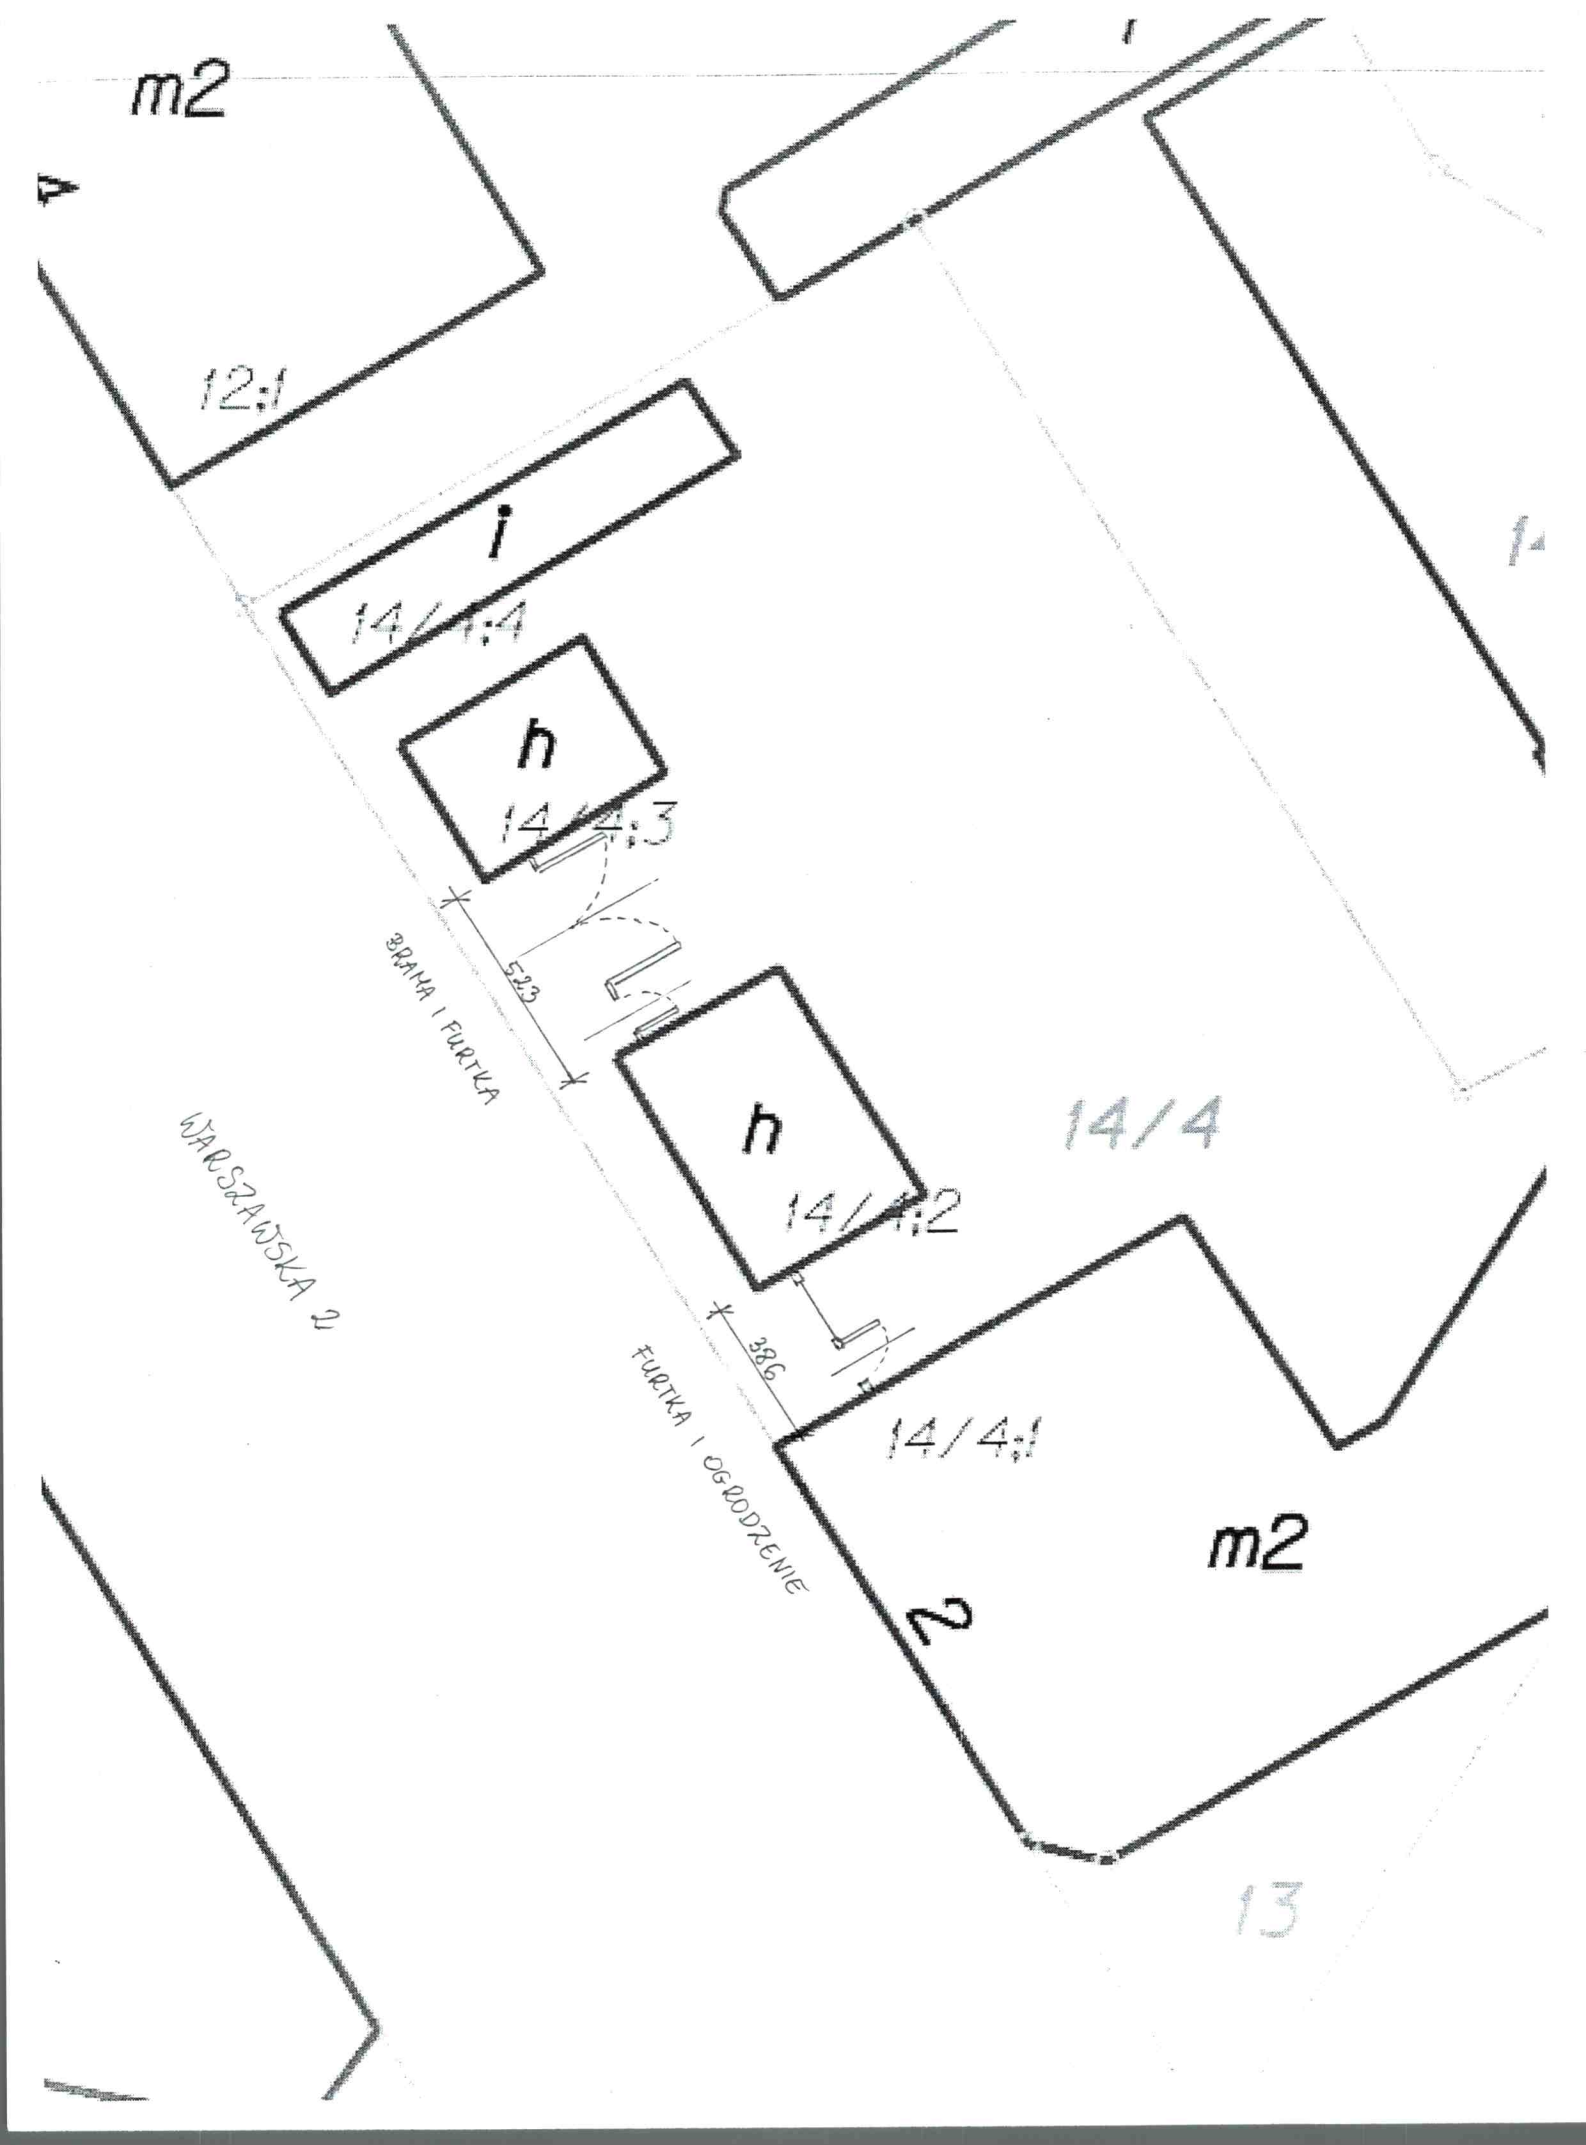 m2
12:1
i
14/4:4
h
14/4:3
523
BRAMA I FURTKA
h
14/4
WARSZAWSKA 2
14/4:2
386
FURTKA I OGRODZENIE
14/4:1
m2
2
13